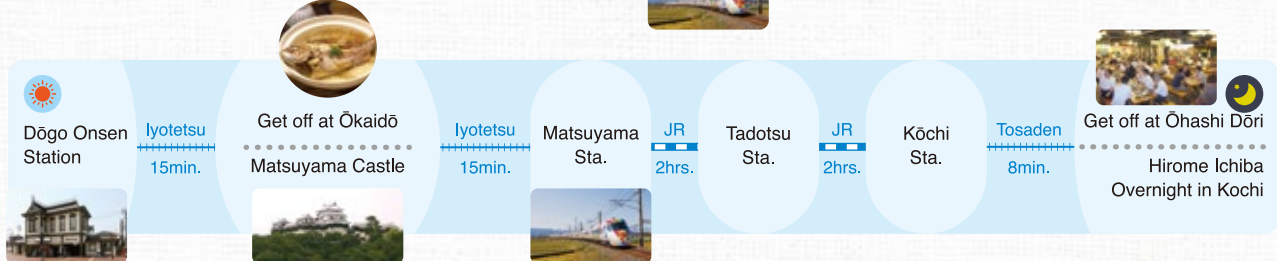 Dōgo Onsen
Station
Iyotetsu
15min.
Get off at Ōkaidō
Matsuyama Castle
Iyotetsu
15min.
Matsuyama
Sta.
JR
2hrs.
Tadotsu
Sta.
JR
2hrs.
Kōchi
Sta.
Tosaden
8min.
Get off at Ōhashi Dōri
Hirome Ichiba
Overnight in Kochi